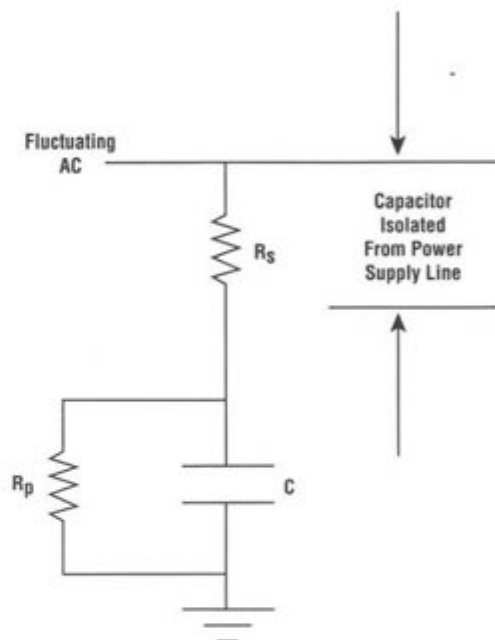 Fluctuating
AC
Capacitor
Isolated
From Power
Supply Line
Rs
Rp
C